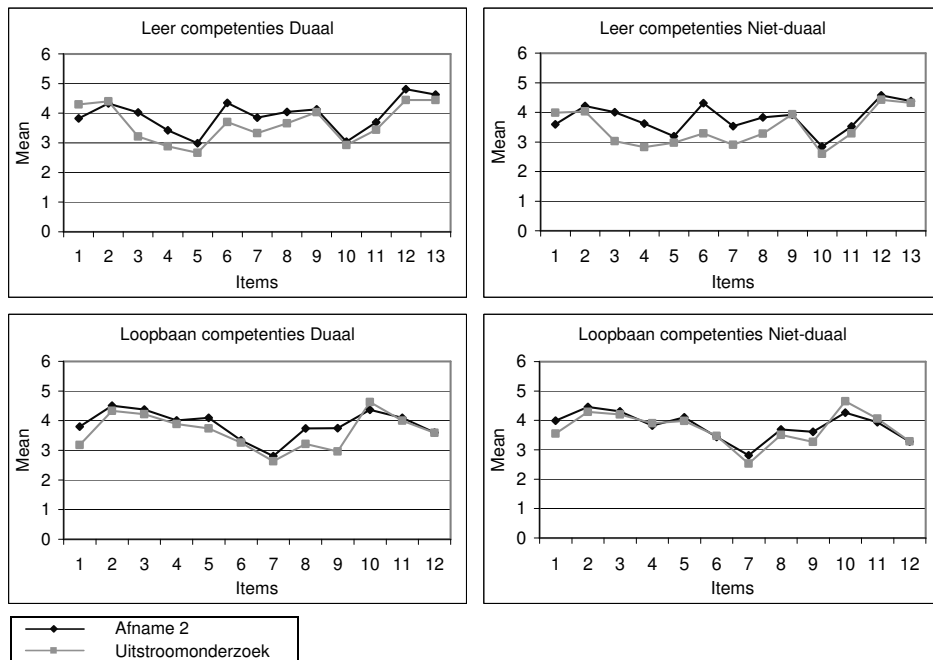 Leer competenties Duaal
6
5
4
3
2
1
0
Mean
1 2 3 4 5 6 7 8 9 10 11 12 13
Items
Leer competenties Niet-duaal
6
5
4
3
2
1
0
Mean
1 2 3 4 5 6 7 8 9 10 11 12 13
Items
Loopbaan competenties Duaal
6
5
4
3
2
1
0
Mean
1 2 3 4 5 6 7 8 9 10 11 12
Items
Loopbaan competenties Niet-duaal
6
5
4
3
2
1
0
Mean
1 2 3 4 5 6 7 8 9 10 11 12
Items
Afname 2
Uitstroomonderzoek